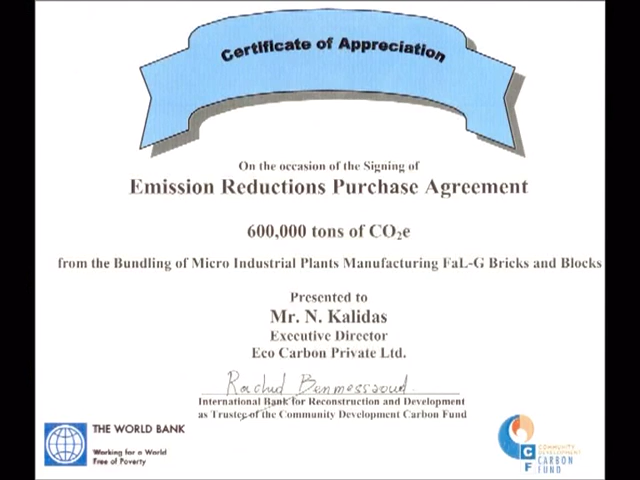 Certificate of Appreciation
On the occasion of the Signing of
Emission Reductions Purchase Agreement
600,000 tons of CO₂e
from the Bundling of Micro Industrial Plants Manufacturing FaL-G Bricks and Blocks
Presented to
Mr. N. Kalidas
Executive Director
Eco Carbon Private Ltd.
Rachid Benmessaoud
International Bank for Reconstruction and Development
as Trustee of the Community Development Carbon Fund
THE WORLD BANK
Working for a World
Free of Poverty
COMMUNITY
DEVELOPMENT
CARBON
FUND
C
F